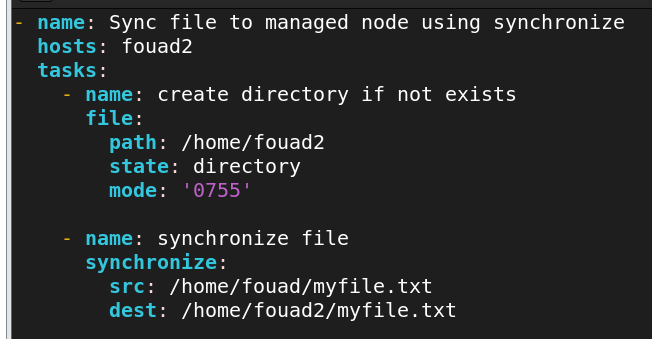 - name: Sync file to managed node using synchronize
  hosts: fouad2
  tasks:
    - name: create directory if not exists
      file:
        path: /home/fouad2
        state: directory
        mode: '0755'

    - name: synchronize file
      synchronize:
        src: /home/fouad/myfile.txt
        dest: /home/fouad2/myfile.txt